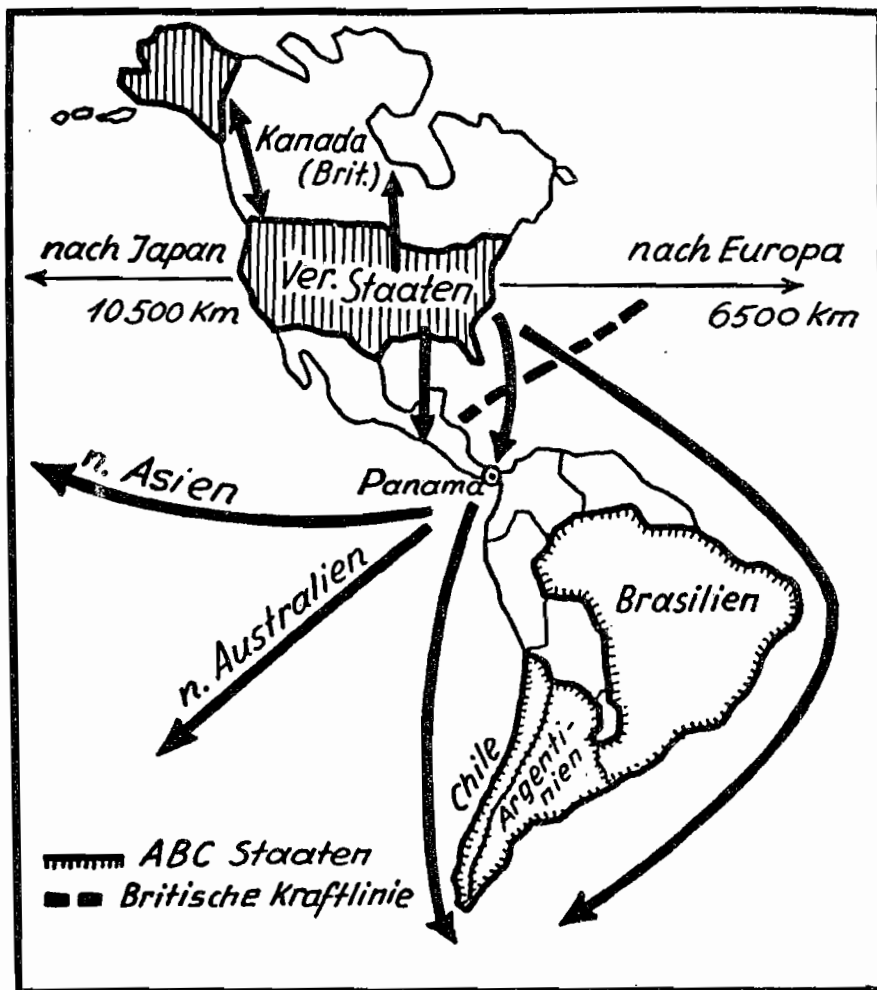 Kanada
(Brit.)
nach Japan
10500 Km
Ver. Staaten
nach Europa
6500 km
n. Asien
Panama
n. Australien
Brasilien
Chile
Argenti-
nien
ABC Staaten
Britische Kraftlinie